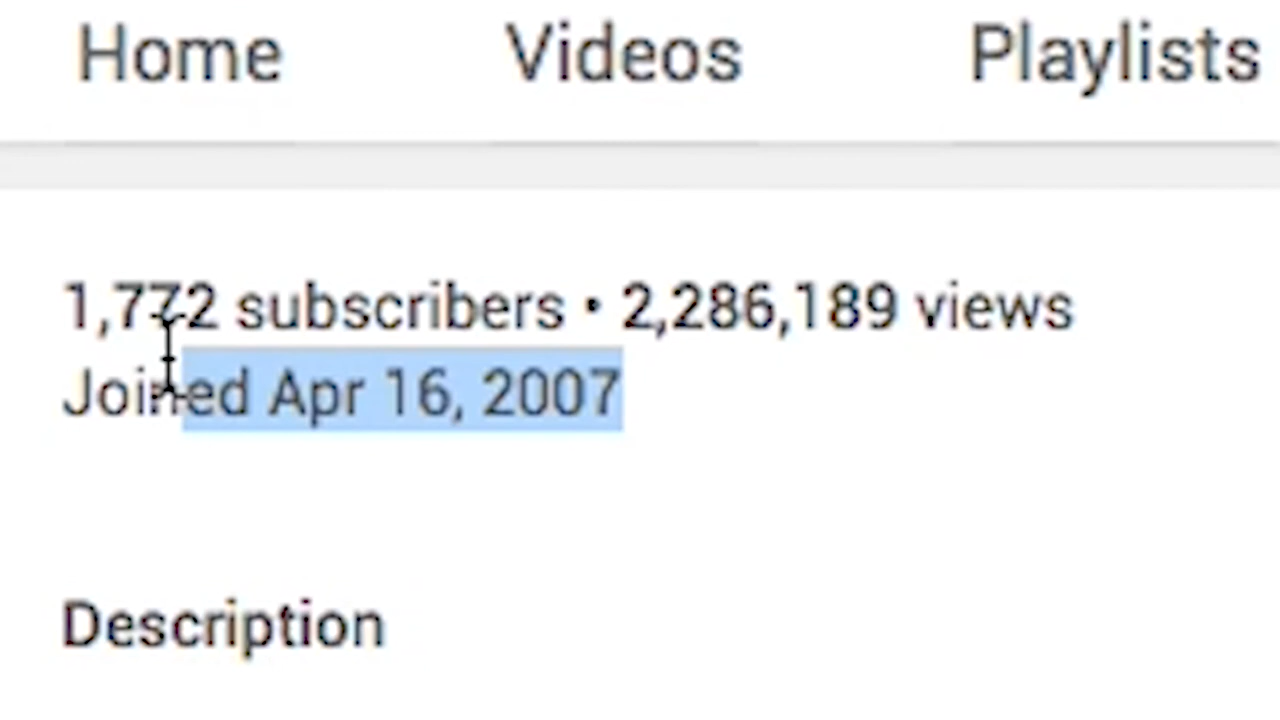 Home Videos Playlists
1,772 subscribers • 2,286,189 views
Joined Apr 16, 2007
Description